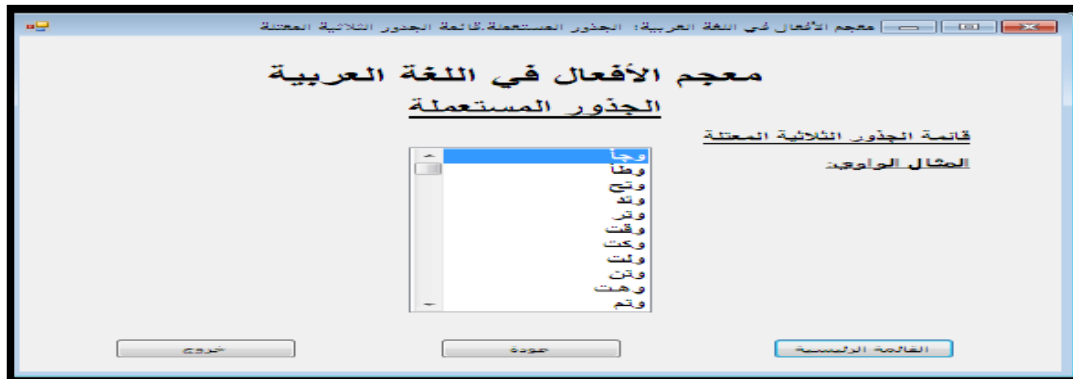 معجم الأفعال في اللغة العربية: الجذور المستعملة.قائمة الجذور الثلاثية المعتلة
معجم الأفعال في اللغة العربية
الجذور المستعملة
قائمة الجذور الثلاثية المعتلة
المثال الواوي:
وجأ
وطأ
وتح
وتد
وتر
وقت
وكت
ولت
وتن
وهت
وتم
القائمة الرئيسية
عودة
خروج